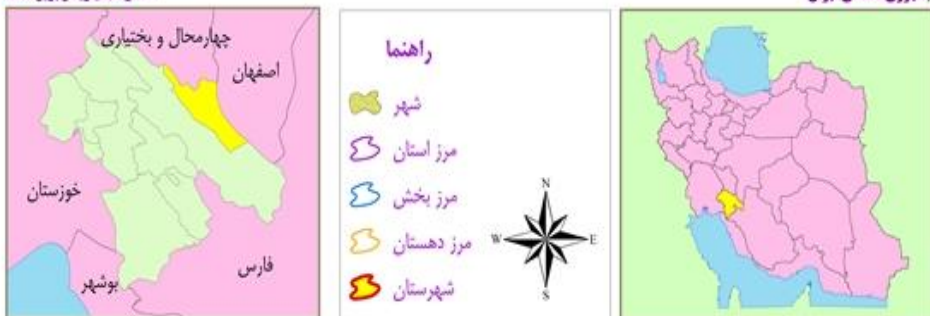 چهارمحال و بختیاری
اصفهان
خوزستان
فارس
بوشهر
راهنما
شهر
مرز استان
مرز بخش
مرز دهستان
شهرستان
N
W
E
S